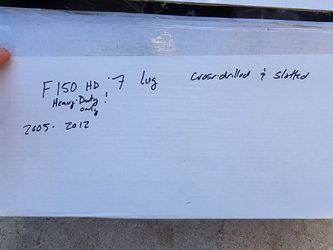 F150 HD 7 lug Cross-drilled & slotted
Heavy Duty !
only
2005-2012